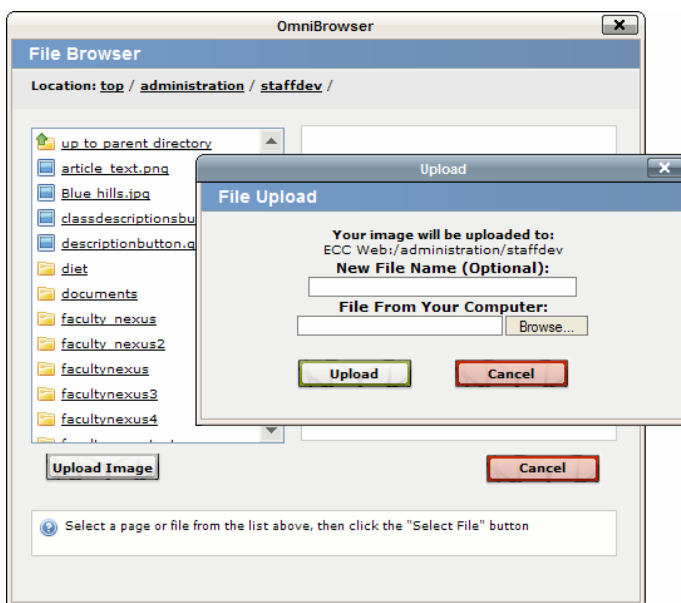 OmniBrowser
File Browser
Location: top / administration / staffdev /
up to parent directory
article_text.png
Blue hills.jpg
classdescriptionsbu
descriptionbutton.g
diet
documents
faculty_nexus
faculty_nexus2
facultynexus
facultynexus3
facultynexus4
Upload
File Upload
Your image will be uploaded to:
ECC Web:/administration/staffdev
New File Name (Optional):
File From Your Computer:
Browse...
Upload Cancel
Upload Image Cancel
Select a page or file from the list above, then click the "Select File" button